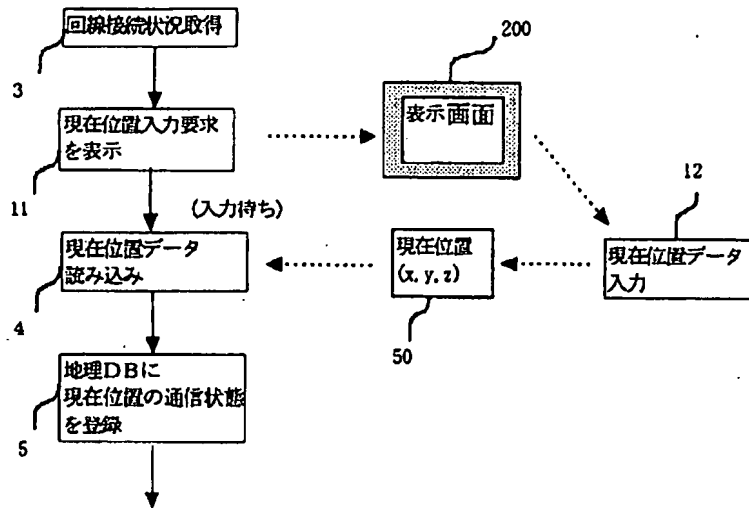 回線接続状況取得
3
200
現在位置入力要求
を表示
表示画面
11
(入力待ち)
12
現在位置データ
読み込み
現在位置
(x, y, z)
現在位置データ
入力
4
50
地理DBに
現在位置の通信状態
を登録
5